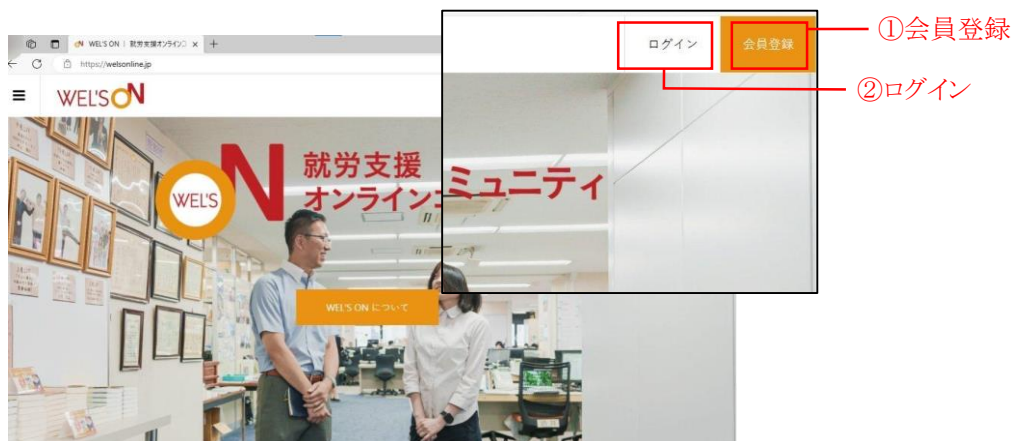 WEL'S ON | 就労支援オンラインコ
https://welsonline.jp
WEL'S ON
ログイン
会員登録
①会員登録
②ログイン
WEL'S ON
就労支援
オンラインコミュニティ
WEL'S ON について